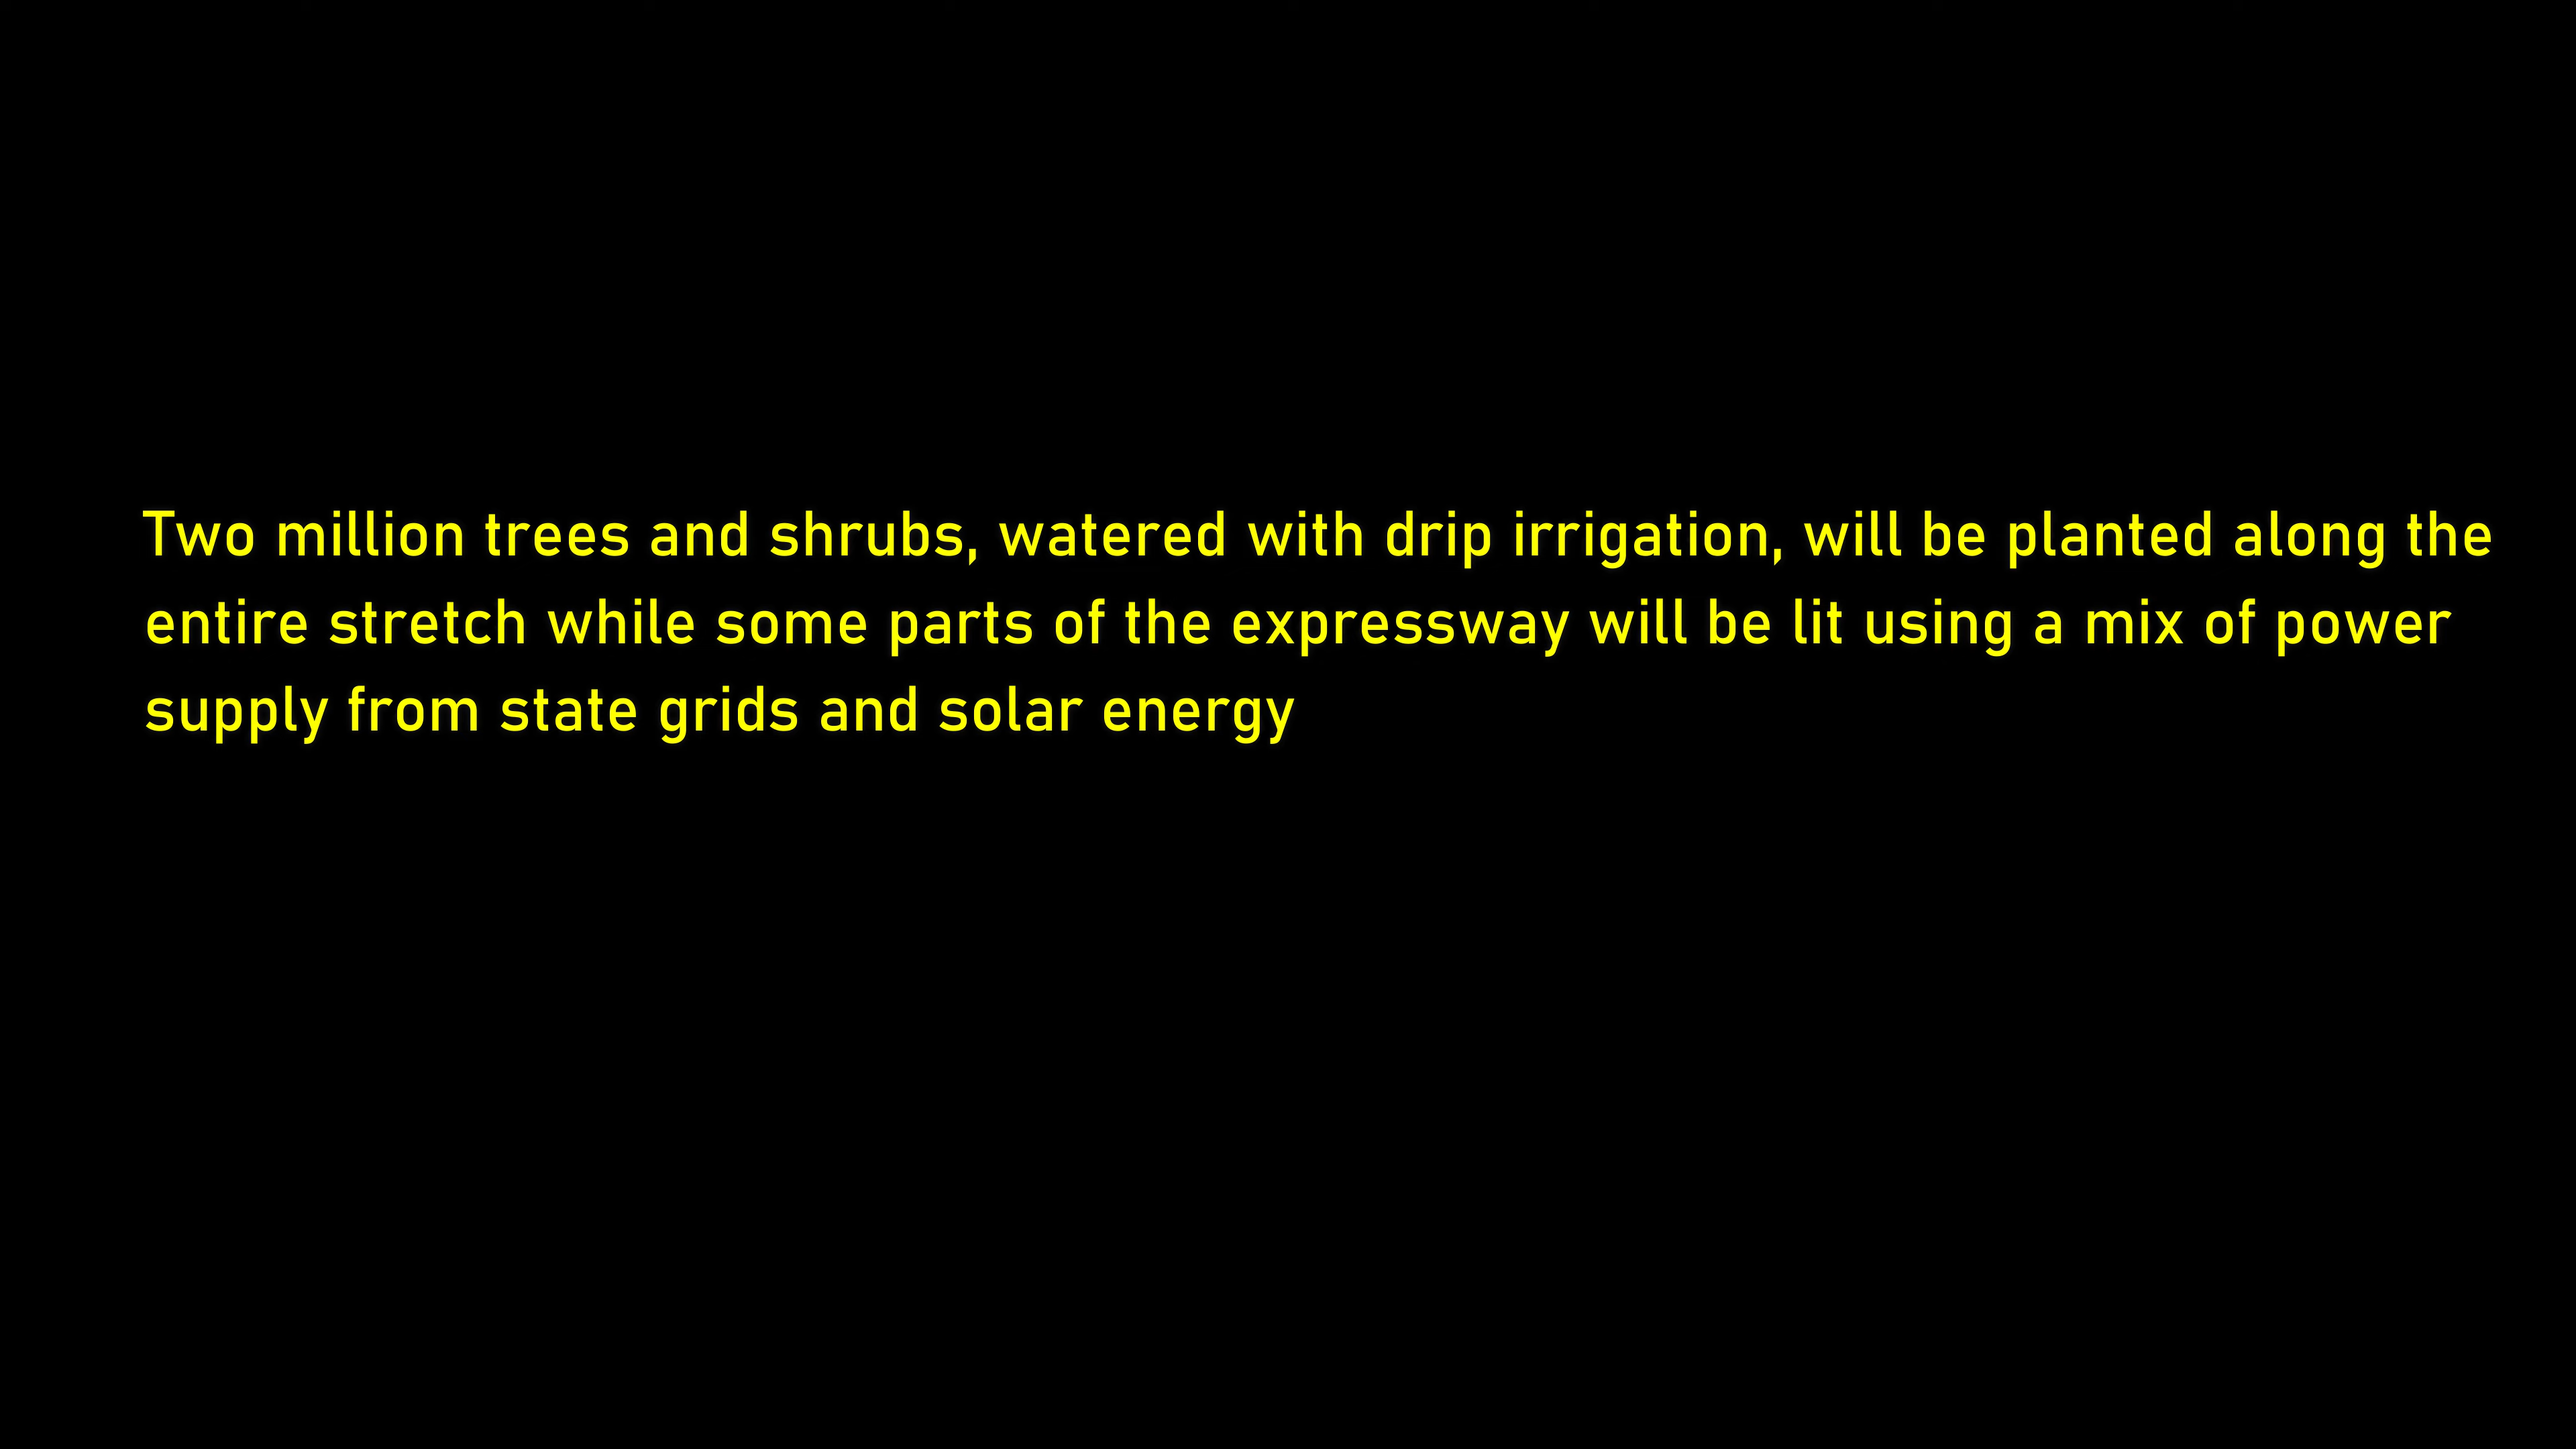 Two million trees and shrubs, watered with drip irrigation, will be planted along the
entire stretch while some parts of the expressway will be lit using a mix of power
supply from state grids and solar energy